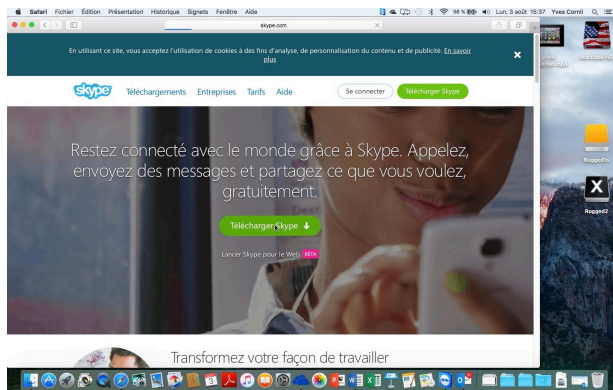 Safari Fichier Édition Présentation Historique Signets Fenêtre Aide 98 % Lun. 3 août 15:37 Yves Cornil
skype.com
En utilisant ce site, vous acceptez l'utilisation de cookies à des fins d'analyse, de personnalisation du contenu et de publicité. En savoir
plus
skype Téléchargements Entreprises Tarifs Aide Se connecter Télécharger Skype
Restez connecté avec le monde grâce à Skype. Appelez,
envoyez des messages et partagez ce que vous voulez,
gratuitement.
Télécharger Skype
Lancer Skype pour le Web BÊTA
Transformez votre façon de travailler
Rugged1s
X
Rugged2